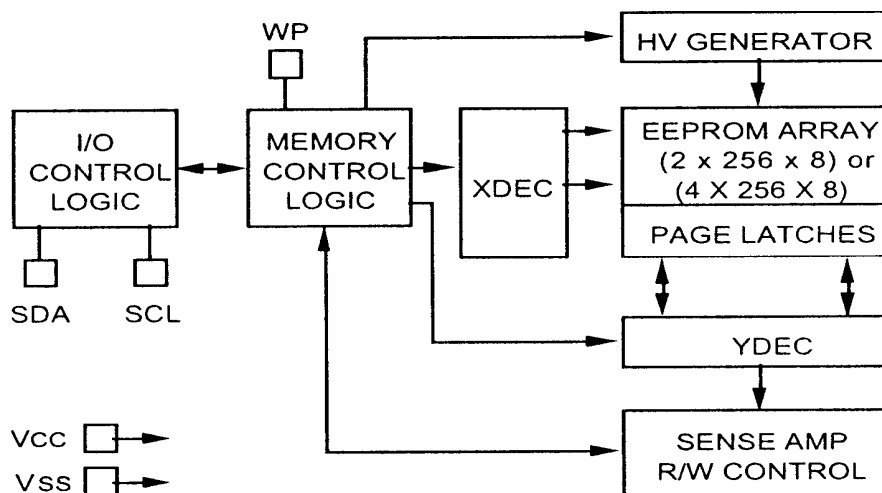 WP
HV GENERATOR
I/O
CONTROL
LOGIC
MEMORY
CONTROL
LOGIC
XDEC
EEPROM ARRAY
(2 x 256 x 8) or
(4 X 256 X 8)
PAGE LATCHES
SDA
SCL
YDEC
Vcc
Vss
SENSE AMP
R/W CONTROL